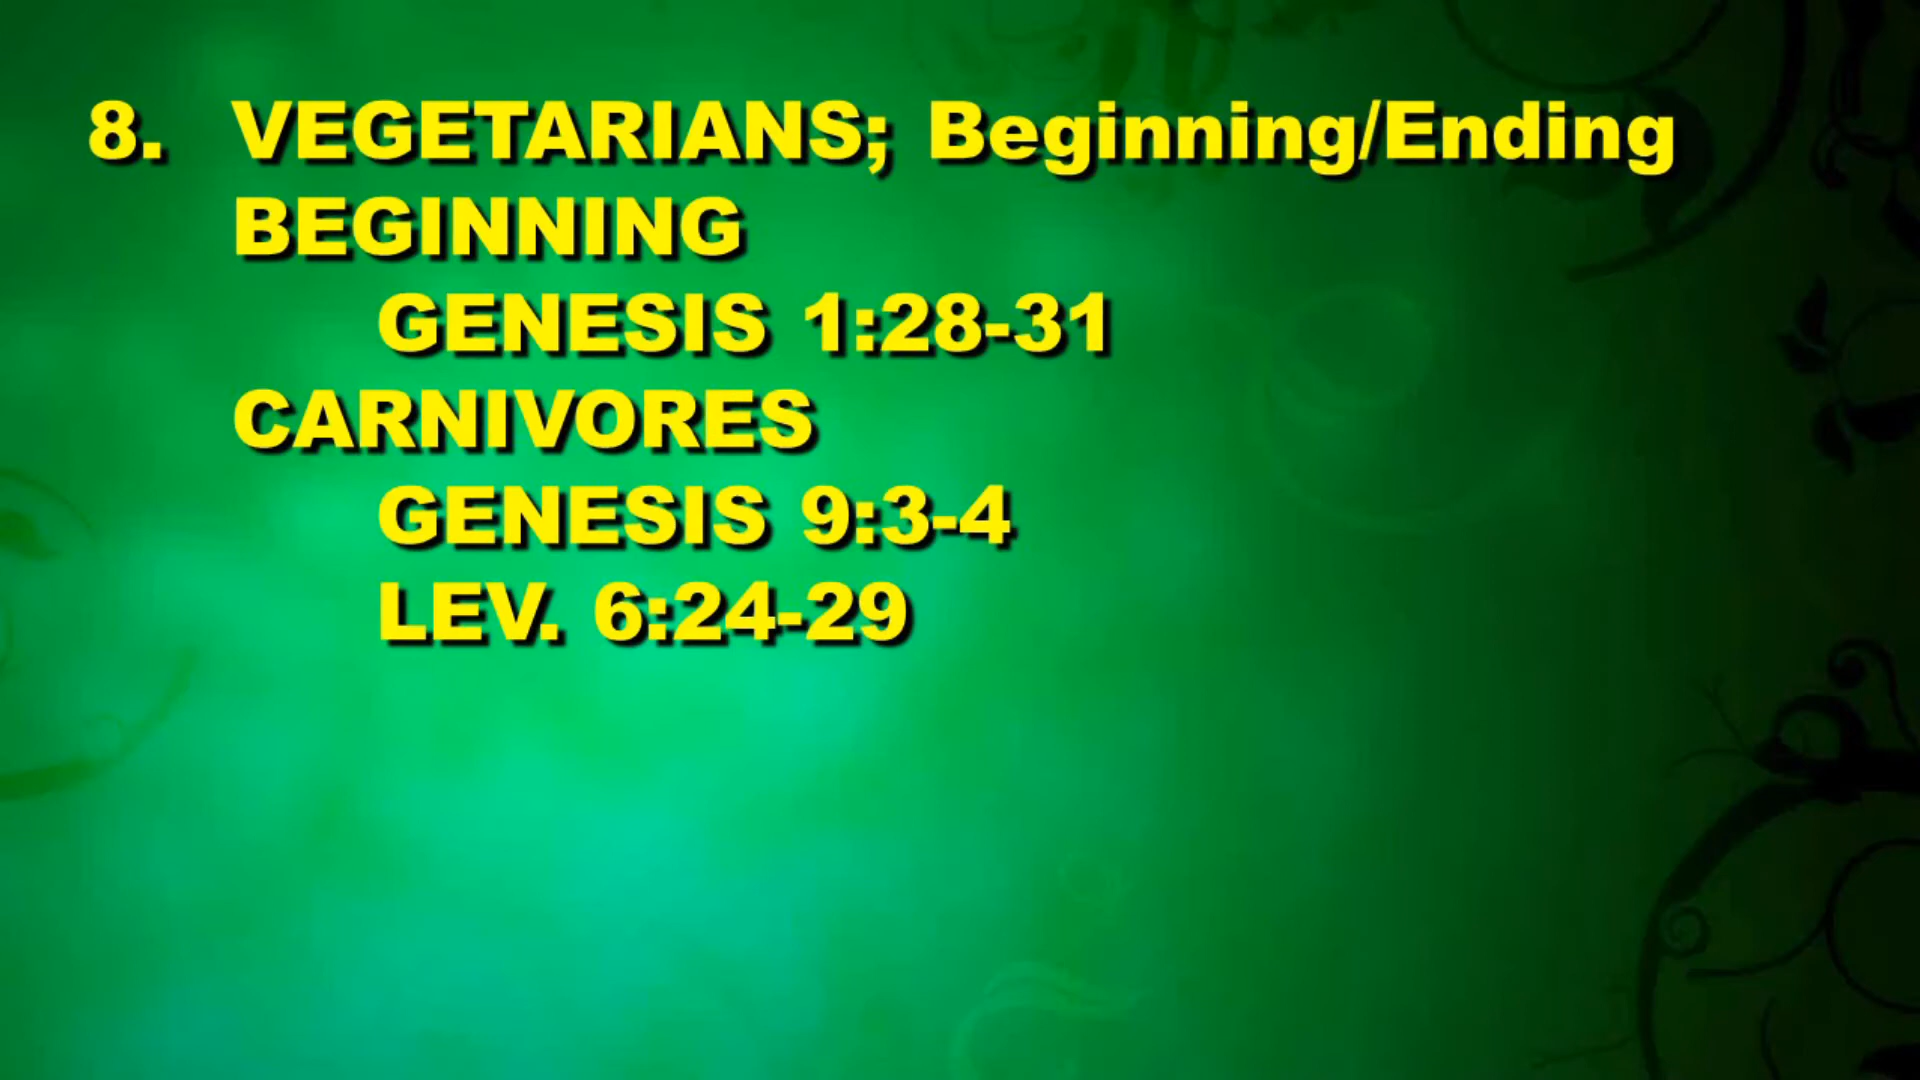 8. VEGETARIANS; Beginning/Ending
BEGINNING
GENESIS 1:28-31
CARNIVORES
GENESIS 9:3-4
LEV. 6:24-29